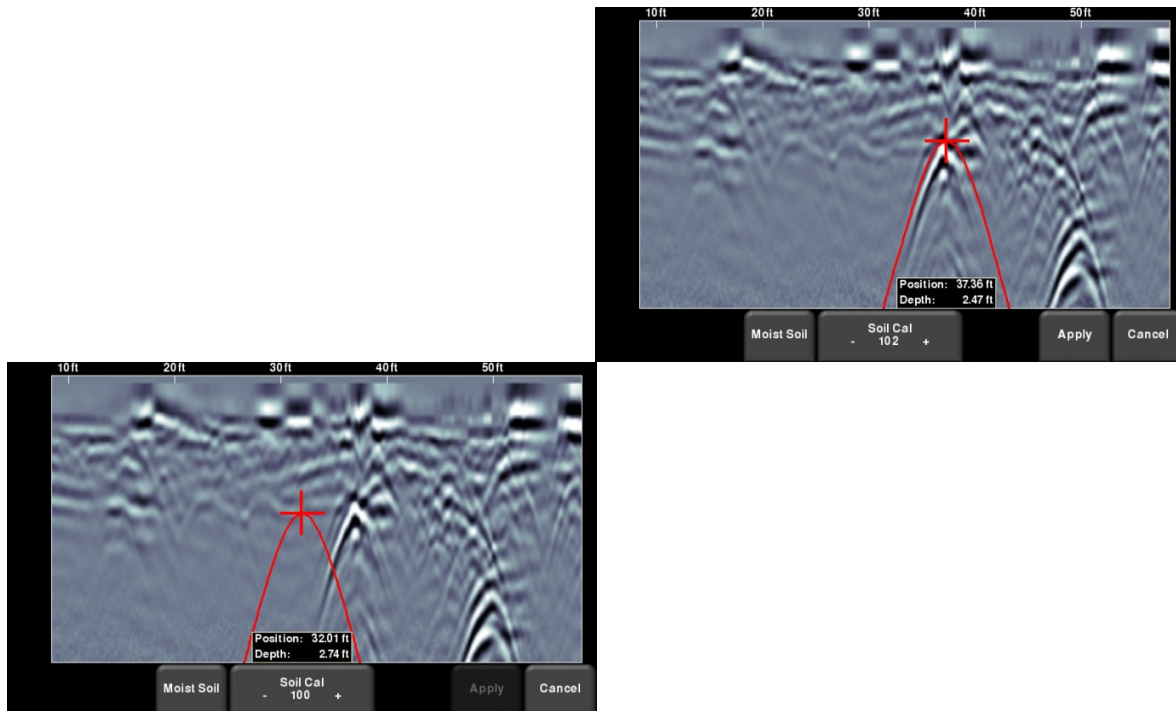 10ft 20ft 30ft 40ft 50ft
Position: 37.36 ft
Depth: 2.47 ft
Moist Soil
Soil Cal
- 102 +
Apply
Cancel
10ft 20ft 30ft 40ft 50ft
Position: 32.01 ft
Depth: 2.74 ft
Moist Soil
Soil Cal
- 100 +
Apply
Cancel